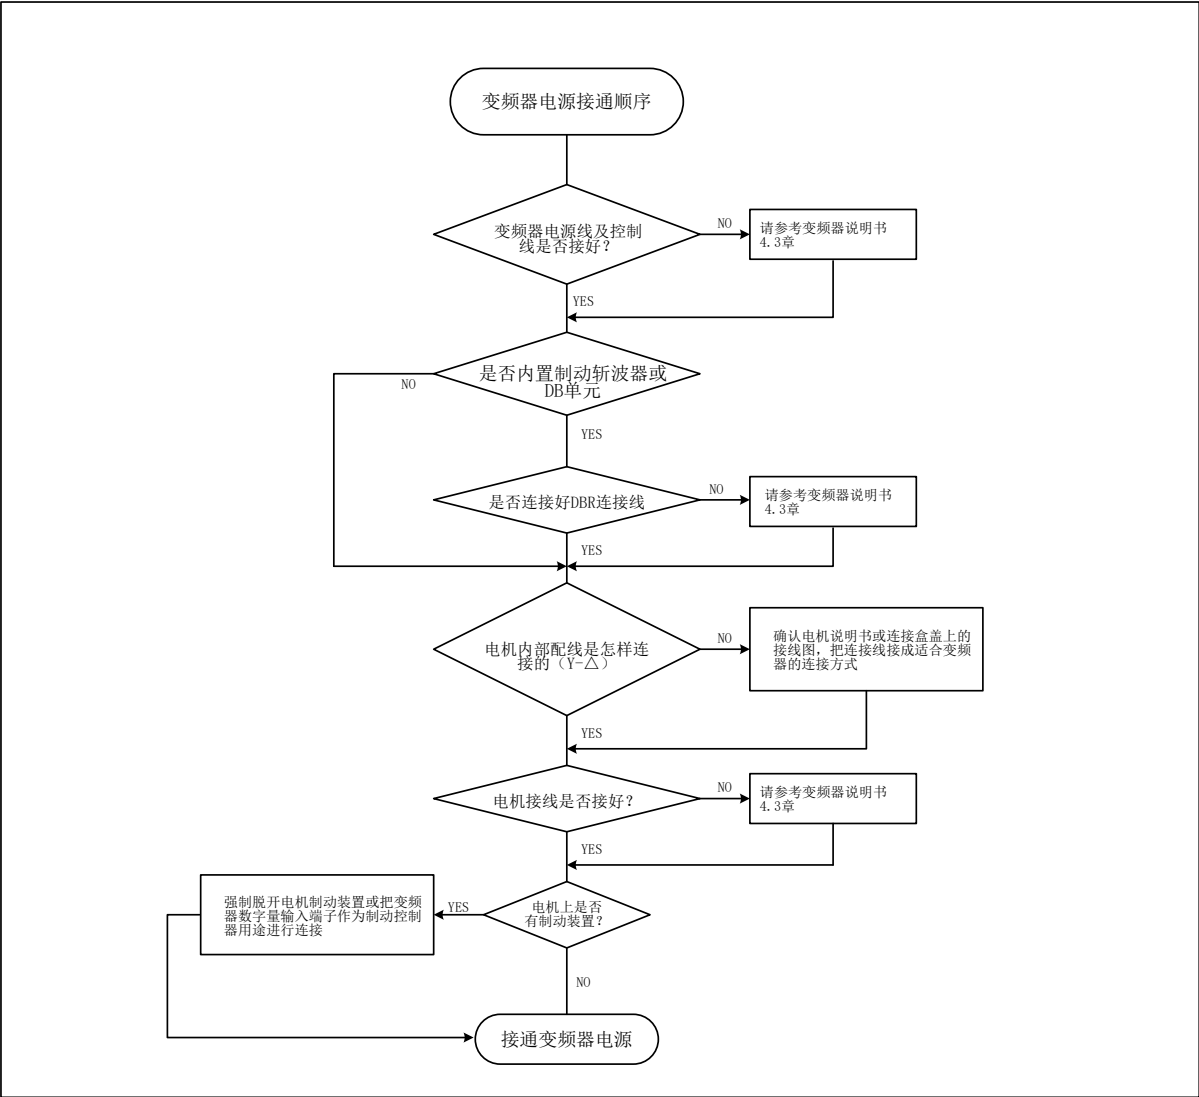 变频器电源接通顺序
变频器电源线及控制
线是否接好？
NO
请参考变频器说明书
4.3章
YES
是否内置制动斩波器或
DB单元
NO
YES
是否连接好DBR连接线
NO
请参考变频器说明书
4.3章
YES
电机内部配线是怎样连
接的（Y-△）
NO
确认电机说明书或连接盒盖上的
接线图，把连接线接成适合变频
器的连接方式
YES
电机接线是否接好？
NO
请参考变频器说明书
4.3章
YES
电机上是否
有制动装置？
YES
强制脱开电机制动装置或把变频
器数字量输入端子作为制动控制
器用途进行连接
NO
接通变频器电源